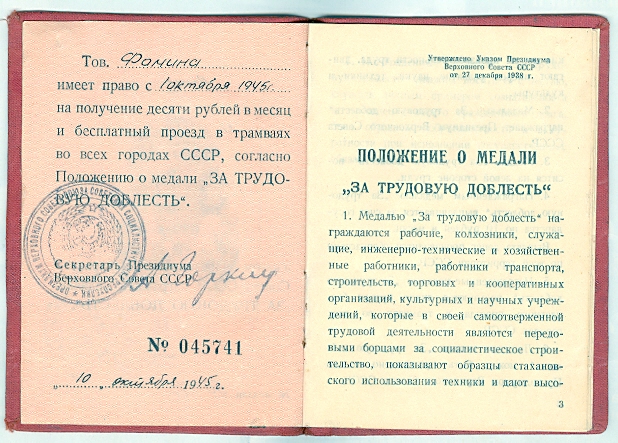 Тов. Фомина
имеет право с 1 октября 1945 г.
на получение десяти рублей в месяц
и бесплатный проезд в трамваях
во всех городах СССР, согласно
Положению о медали „ЗА ТРУДО-
ВУЮ ДОБЛЕСТЬ“.
Секретарь Президиума
Верховного Совета СССР
№ 045741
„10“ октября 1945 г.
Утверждено Указом Президиума
Верховного Совета СССР
от 27 декабря 1938 г.
ПОЛОЖЕНИЕ О МЕДАЛИ
„ЗА ТРУДОВУЮ ДОБЛЕСТЬ“
1. Медалью „За трудовую доблесть“ на-
граждаются рабочие, колхозники, служа-
щие, инженерно-технические и хозяйствен-
ные работники, работники транспорта,
строительств, торговых и кооперативных
организаций, культурных и научных учреж-
дений, которые в своей самоотверженной
трудовой деятельности являются передо-
выми борцами за социалистическое строи-
тельство, показывают образцы стаханов-
ского использования техники и дают высо-
3